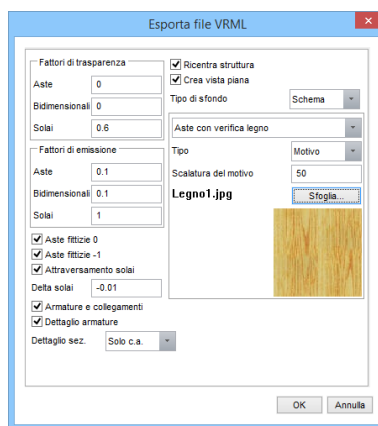 Esporta file VRML
Fattori di trasparenza
Aste 0
Bidimensionali 0
Solai 0.6
Fattori di emissione
Aste 0.1
Bidimensionali 0.1
Solai 1
Aste fittizie 0
Aste fittizie -1
Attraversamento solai
Delta solai -0.01
Armature e collegamenti
Dettaglio armature
Dettaglio sez. Solo c.a.
Ricentra struttura
Crea vista piana
Tipo di sfondo Schema
Aste con verifica legno
Tipo Motivo
Scalatura del motivo 50
Legno1.jpg Sfoglia...
OK Annulla